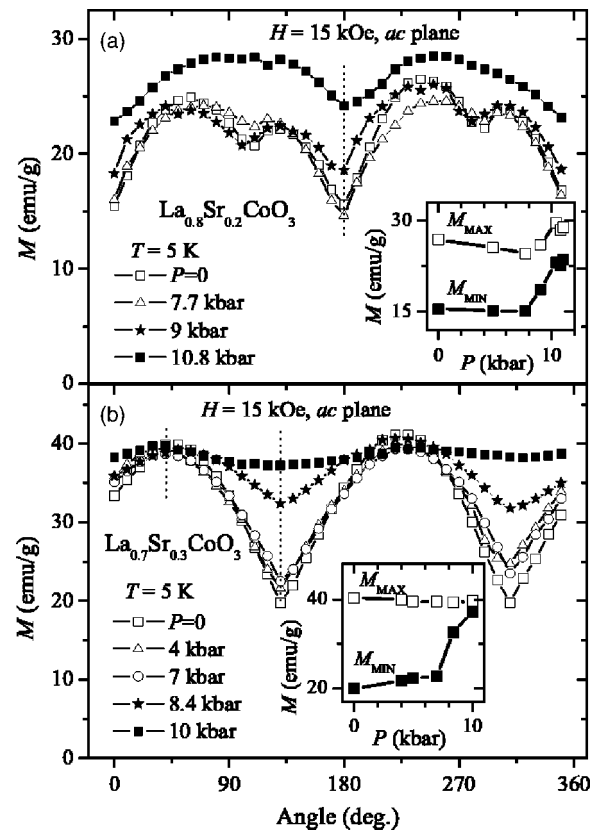 (a)
H = 15 kOe, ac plane
30
25
20
15
10
5
0
M (emu/g)
La0.8Sr0.2CoO3
T = 5 K
P=0
7.7 kbar
9 kbar
10.8 kbar
30
15
M (emu/g)
MMAX
MMIN
0
10
P (kbar)
(b)
H = 15 kOe, ac plane
40
30
20
10
0
M (emu/g)
La0.7Sr0.3CoO3
T = 5 K
P=0
4 kbar
7 kbar
8.4 kbar
10 kbar
40
20
M (emu/g)
MMAX
MMIN
0
10
P (kbar)
0 90 180 270 360
Angle (deg.)